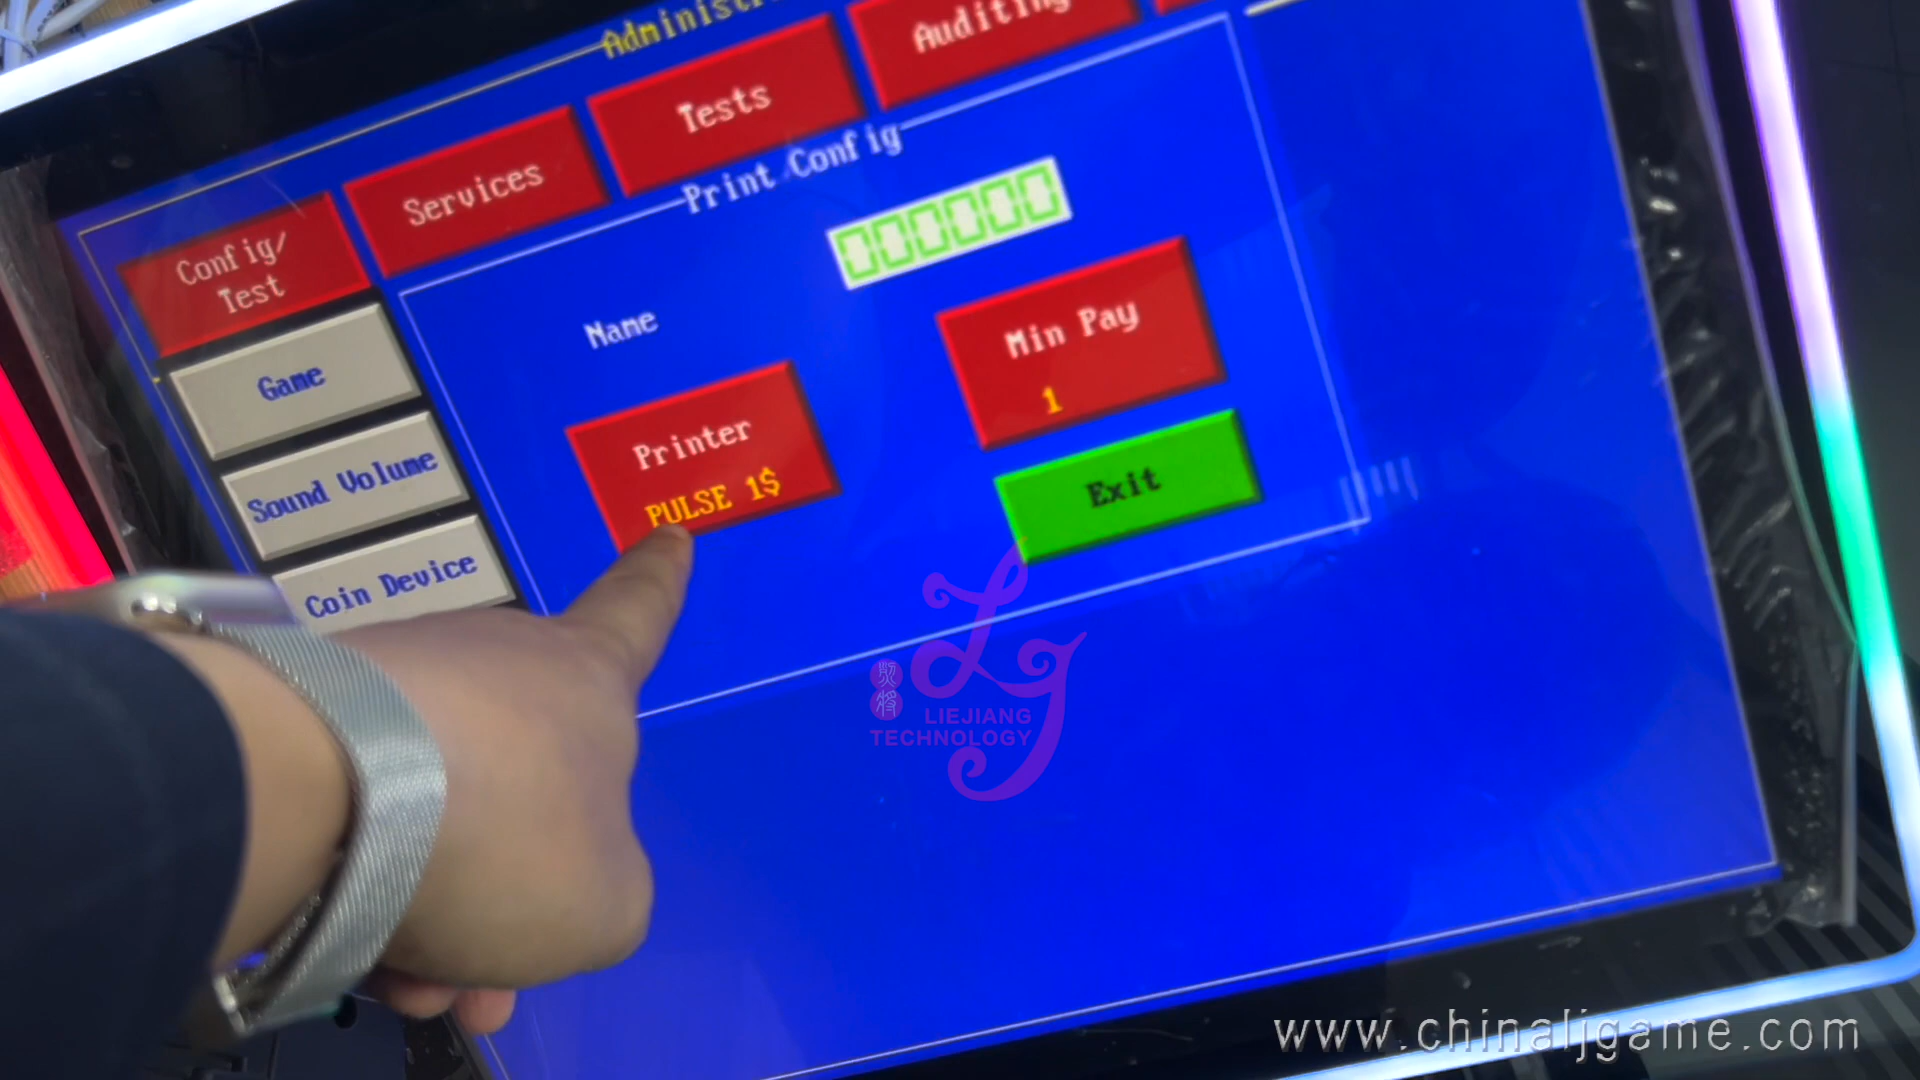 Auditing
Tests
Services
Config/
Test
Print Config
000000
Name
Min Pay
1
Game
Printer
PULSE 1$
Sound Volume
Exit
Coin Device
LIEJIANG
TECHNOLOGY
www.chinaljgame.com